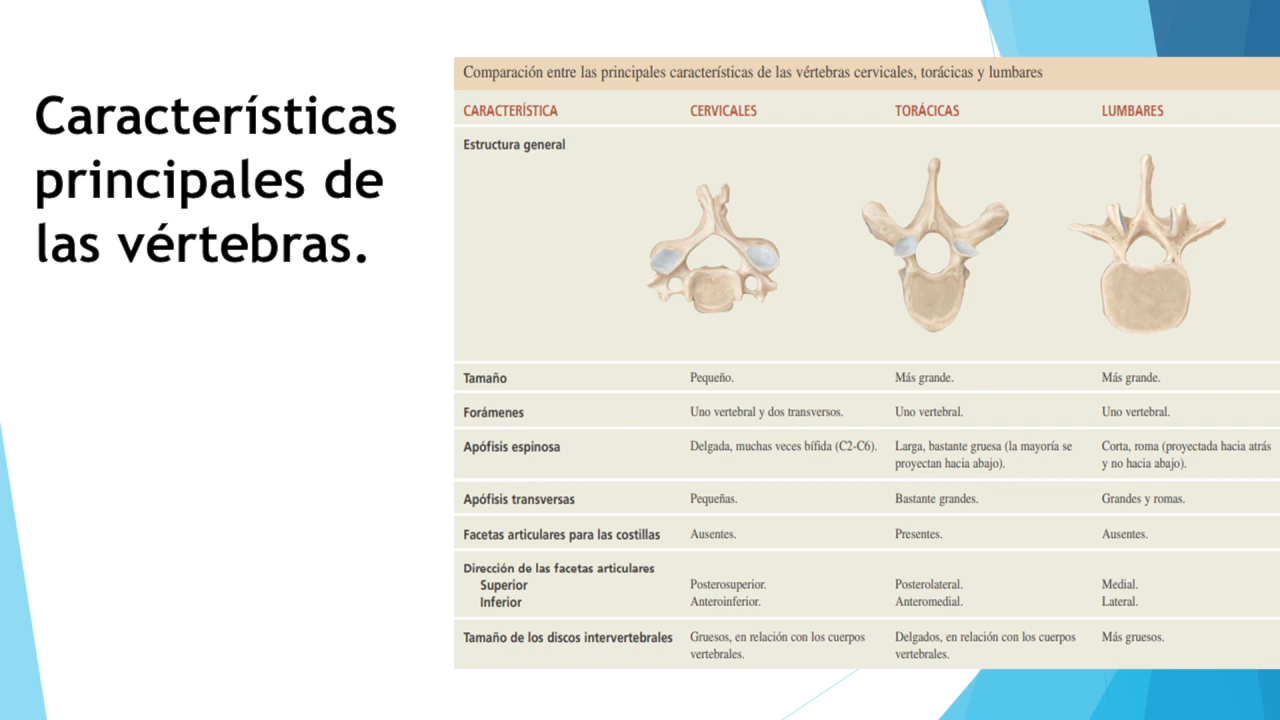 Características
principales de
las vértebras.
Comparación entre las principales características de las vértebras cervicales, torácicas y lumbares
CARACTERÍSTICA CERVICALES TORÁCICAS LUMBARES
Estructura general
Tamaño Pequeño. Más grande. Más grande.
Forámenes Uno vertebral y dos transversos. Uno vertebral. Uno vertebral.
Apófisis espinosa Delgada, muchas veces bífida (C2-C6). Larga, bastante gruesa (la mayoría se Corta, roma (proyectada hacia atrás
proyectan hacia abajo). y no hacia abajo).
Apófisis transversas Pequeñas. Bastante grandes. Grandes y romas.
Facetas articulares para las costillas Ausentes. Presentes. Ausentes.
Dirección de las facetas articulares
Superior Posterosuperior. Posterolateral. Medial.
Inferior Anteroinferior. Anteromedial. Lateral.
Tamaño de los discos intervertebrales Gruesos, en relación con los cuerpos Delgados, en relación con los cuerpos Más gruesos.
vertebrales. vertebrales.